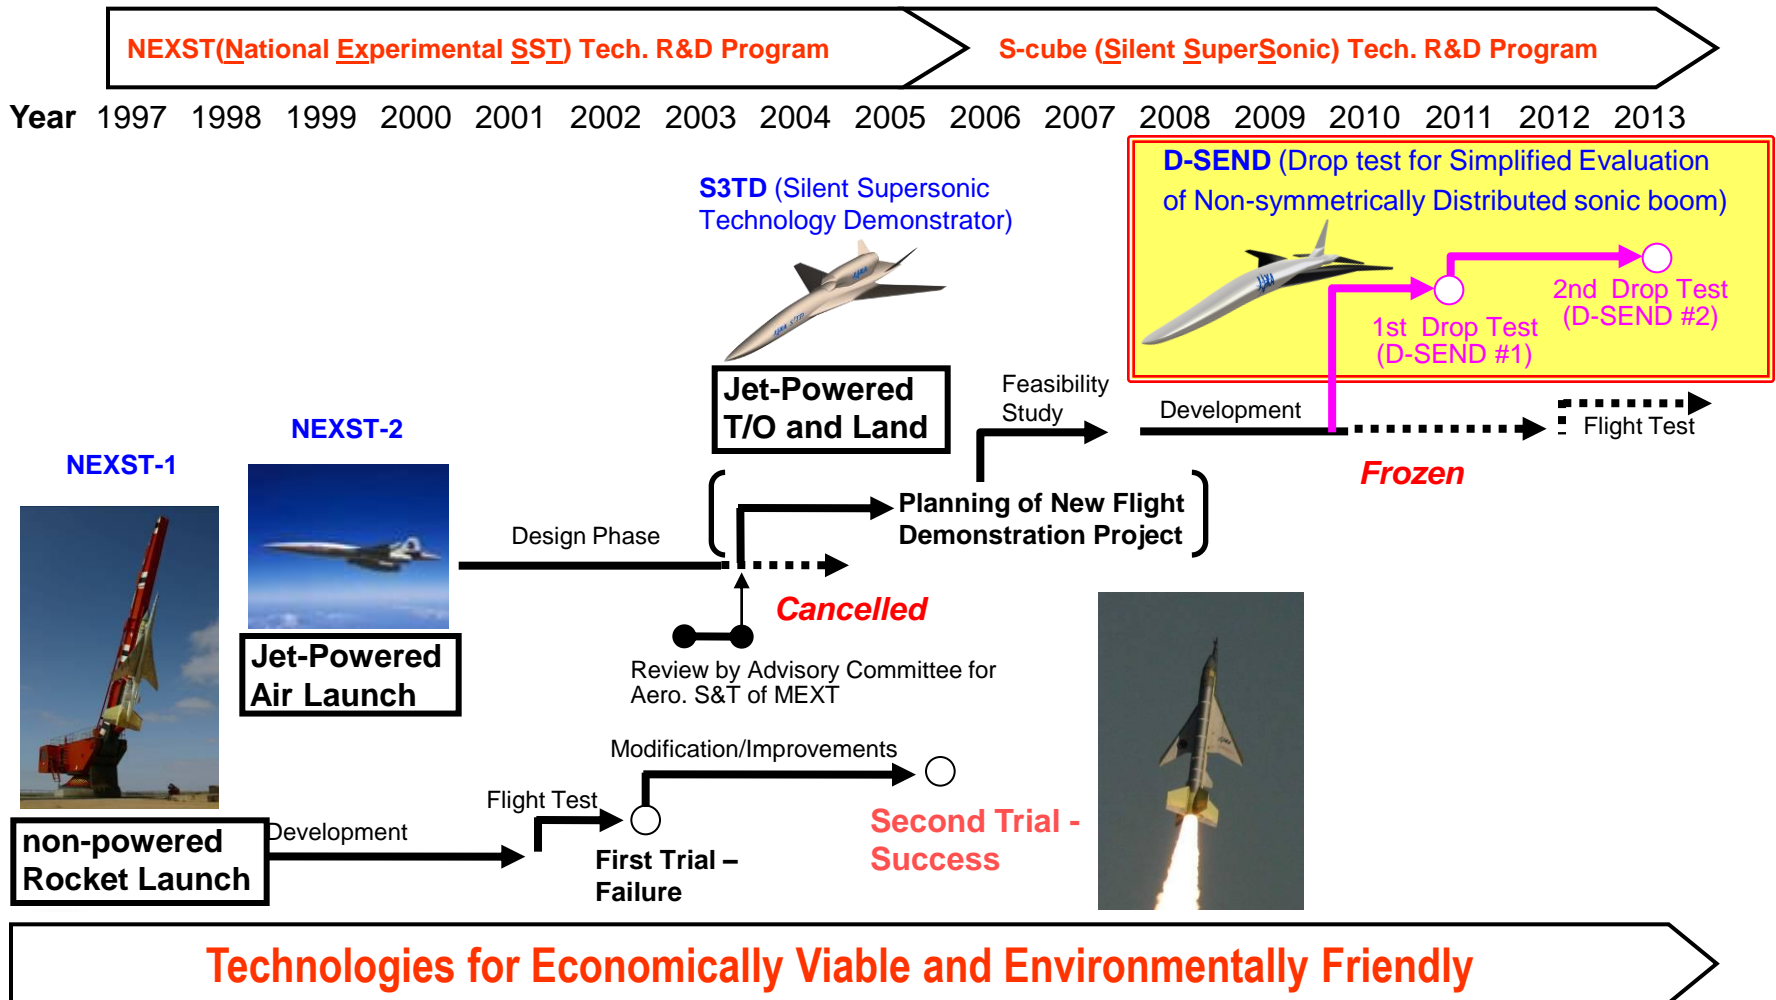 NEXST(National Experimental SST) Tech. R&D Program
S-cube (Silent SuperSonic) Tech. R&D Program
Year 1997 1998 1999 2000 2001 2002 2003 2004 2005 2006 2007 2008 2009 2010 2011 2012 2013
D-SEND (Drop test for Simplified Evaluation
of Non-symmetrically Distributed sonic boom)
S3TD (Silent Supersonic
Technology Demonstrator)
JAXA S3TD
JAXA
1st Drop Test
(D-SEND #1)
2nd Drop Test
(D-SEND #2)
Jet-Powered
T/O and Land
Feasibility
Study
Development
Flight Test
Frozen
NEXST-2
NEXST-1
Design Phase
Planning of New Flight
Demonstration Project
Cancelled
Jet-Powered
Air Launch
Review by Advisory Committee for
Aero. S&T of MEXT
Modification/Improvements
Flight Test
Development
non-powered
Rocket Launch
First Trial –
Failure
Second Trial -
Success
Technologies for Economically Viable and Environmentally Friendly